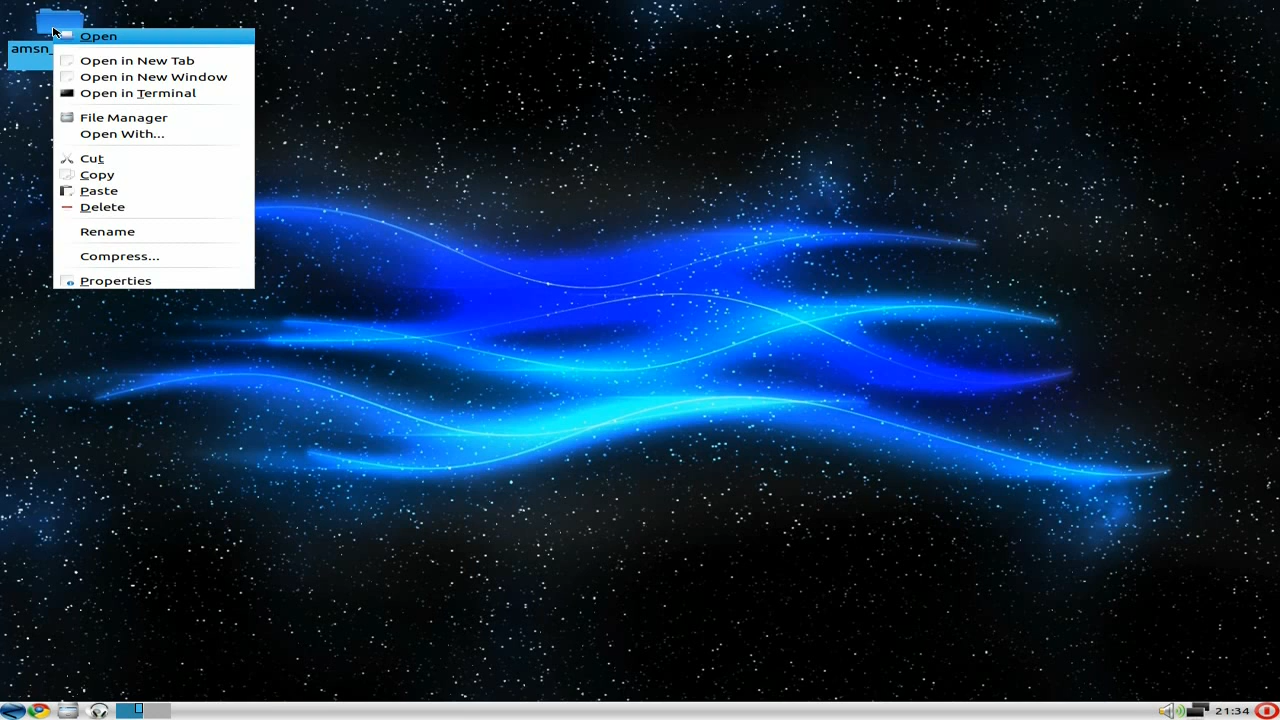 amsn_
Open
Open in New Tab
Open in New Window
Open in Terminal
File Manager
Open With...
Cut
Copy
Paste
Delete
Rename
Compress...
Properties
21:34